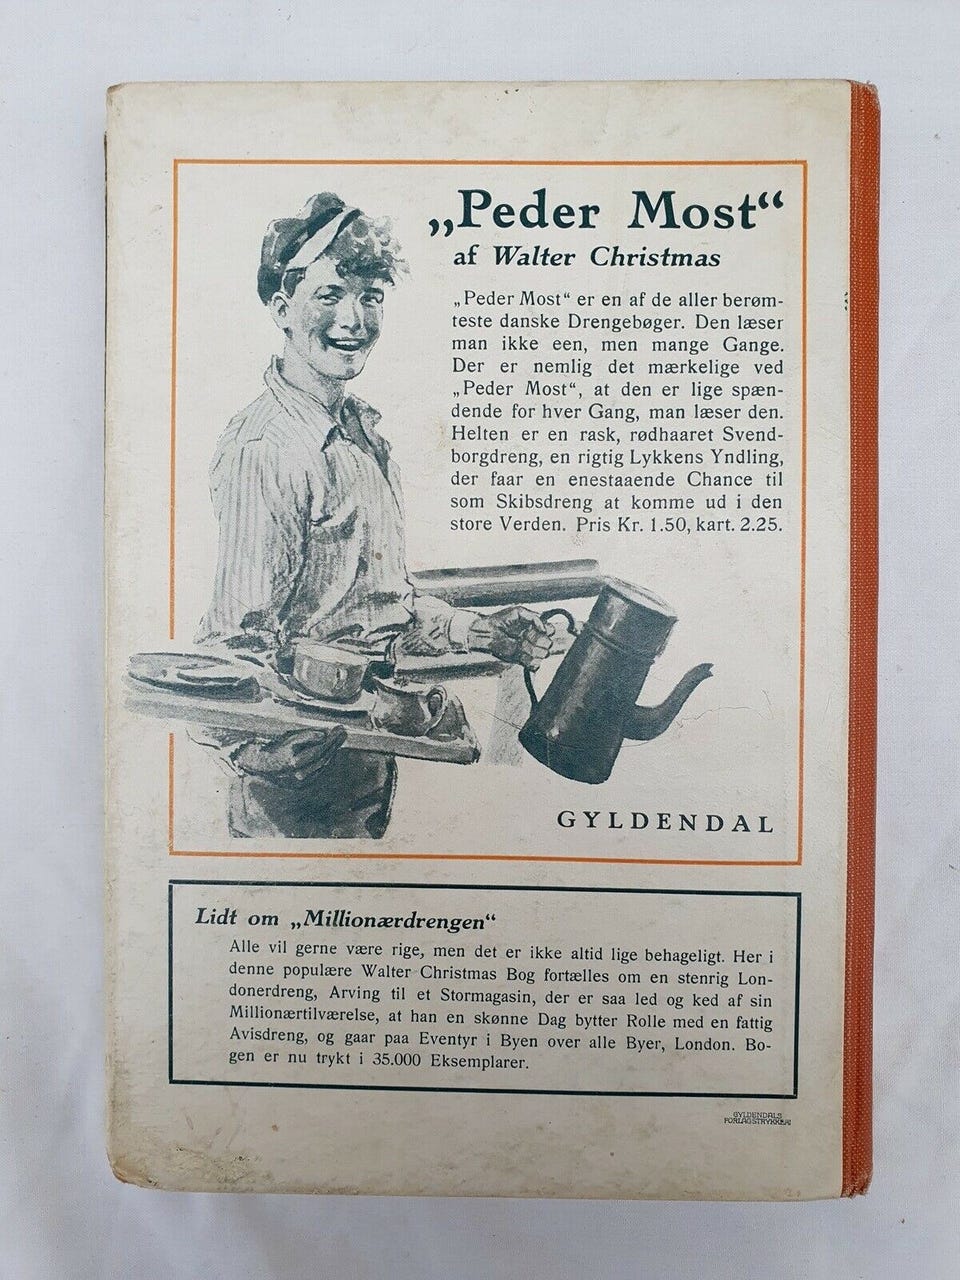 „Peder Most“
af Walter Christmas
„Peder Most“ er en af de aller berøm-
teste danske Drengebøger. Den læser
man ikke een, men mange Gange.
Der er nemlig det mærkelige ved
„Peder Most“, at den er lige spæn-
dende for hver Gang, man læser den.
Helten er en rask, rødhaaret Svend-
borgdreng, en rigtig Lykkens Yndling,
der faar en enestaaende Chance til
som Skibsdreng at komme ud i den
store Verden. Pris Kr. 1.50, kart. 2.25.
GYLDENDAL
Lidt om „Millionærdrengen“
Alle vil gerne være rige, men det er ikke altid lige behageligt. Her i
denne populære Walter Christmas Bog fortælles om en stenrig Lon-
donerdreng, Arving til et Stormagasin, der er saa led og ked af sin
Millionærtilværelse, at han en skønne Dag bytter Rolle med en fattig
Avisdreng, og gaar paa Eventyr i Byen over alle Byer, London. Bo-
gen er nu trykt i 35.000 Eksemplarer.
GYLDENDALS
FORLAGSTRYKKERI